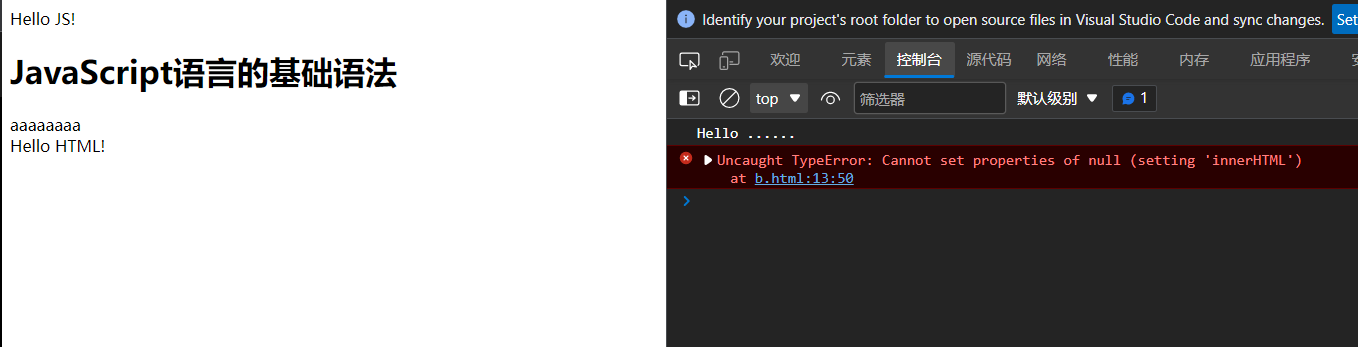 Hello JS!
JavaScript语言的基础语法
aaaaaaaa
Hello HTML!
Identify your project's root folder to open source files in Visual Studio Code and sync changes.
Set
欢迎 元素 控制台 源代码 网络 性能 内存 应用程序
top 筛选器 默认级别 1
Hello ......
Uncaught TypeError: Cannot set properties of null (setting 'innerHTML')
at b.html:13:50